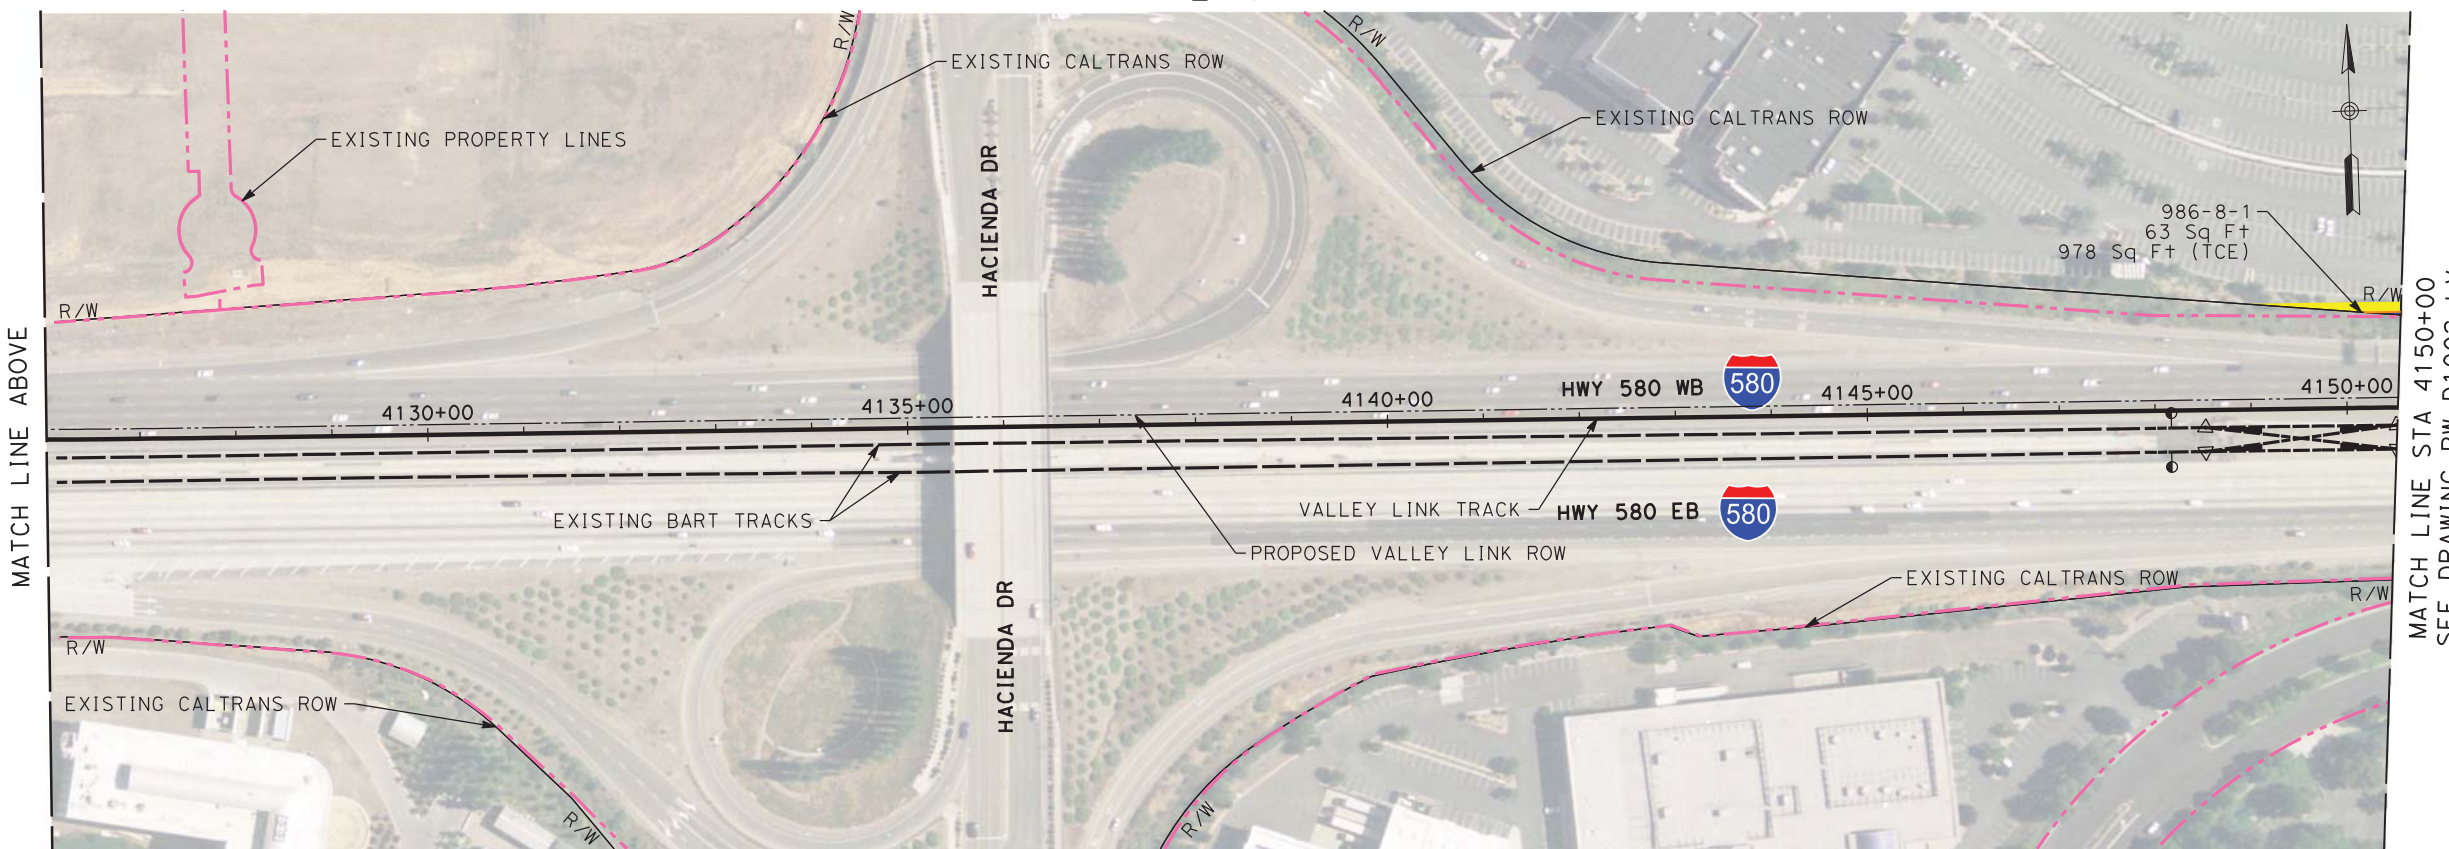 R/W
EXISTING CALTRANS ROW
R/W
EXISTING CALTRANS ROW
EXISTING PROPERTY LINES
HACIENDA DR
986-8-1
63 Sq Ft
978 Sq Ft (TCE)
R/W
R/W
MATCH LINE ABOVE
MATCH LINE STA 4150+00
SEE DRAWING RW
4130+00
4135+00
4140+00
HWY 580 WB
580
4145+00
4150+00
EXISTING BART TRACKS
VALLEY LINK TRACK
HWY 580 EB
580
PROPOSED VALLEY LINK ROW
EXISTING CALTRANS ROW
R/W
HACIENDA DR
R/W
EXISTING CALTRANS ROW
R/W
R/W